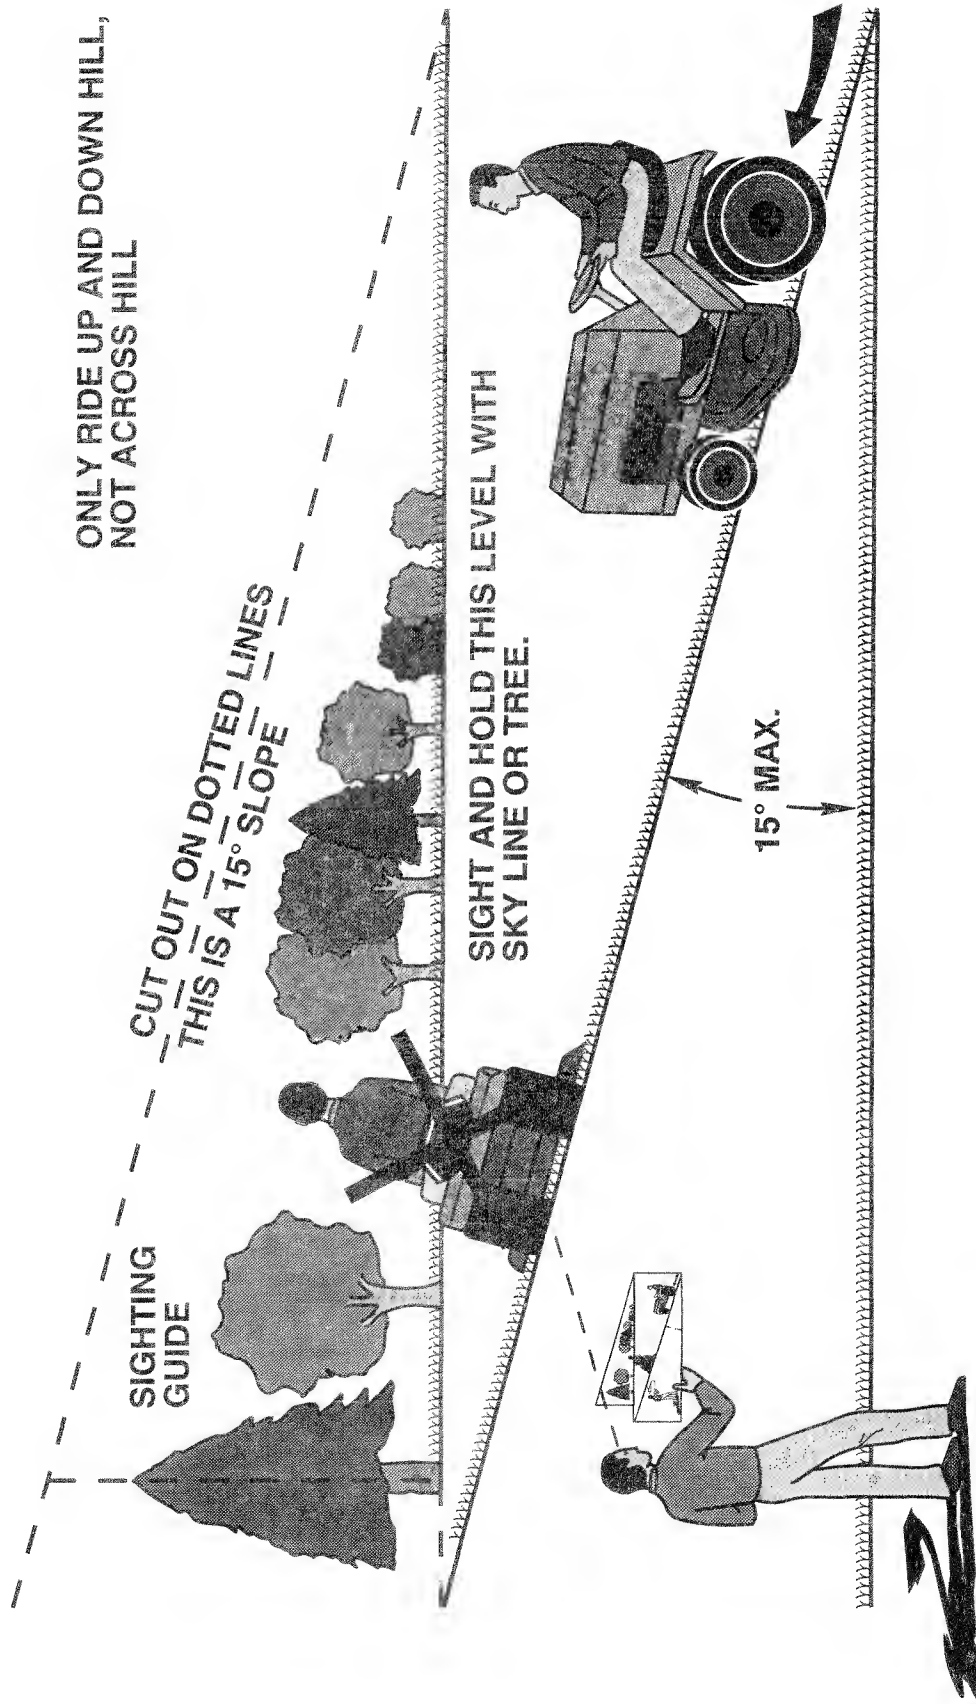 ONLY RIDE UP AND DOWN HILL,
NOT ACROSS HILL
CUT OUT ON DOTTED LINES
THIS IS A 15° SLOPE
SIGHTING
GUIDE
SIGHT AND HOLD THIS LEVEL WITH
SKY LINE OR TREE.
15° MAX.